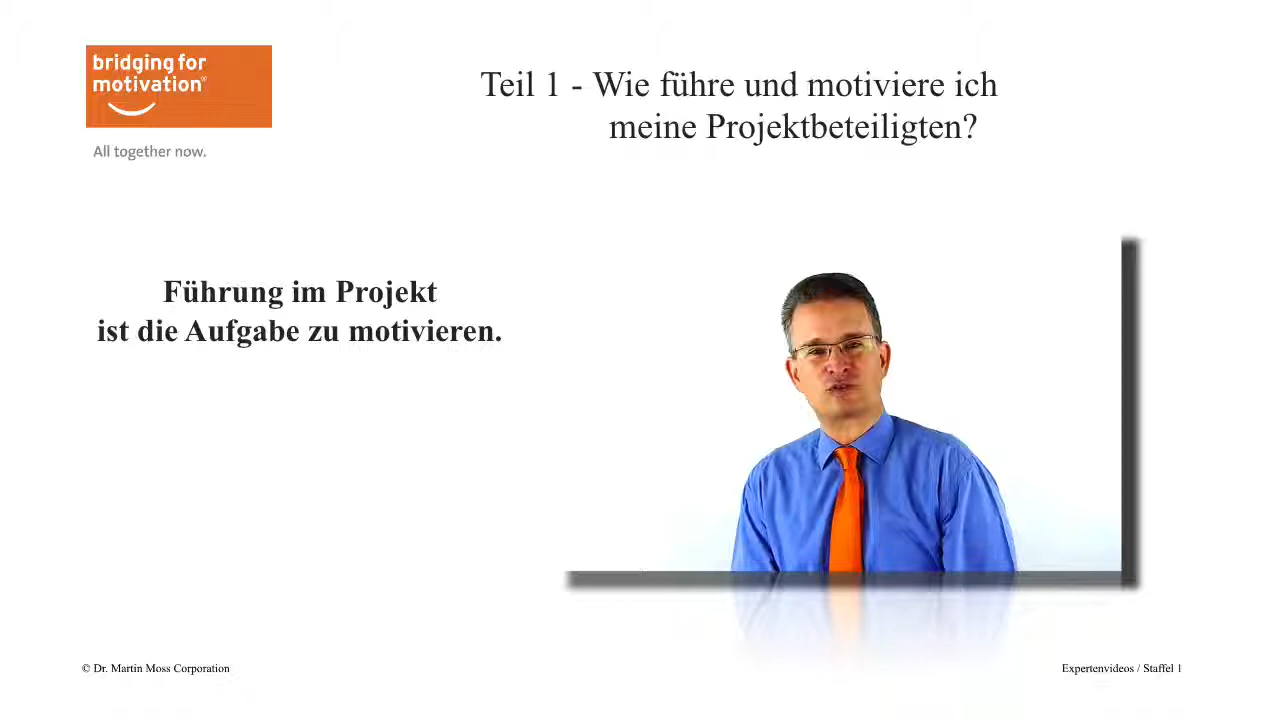 bridging for
motivation®
All together now.
Teil 1 - Wie führe und motiviere ich
meine Projektbeteiligten?
Führung im Projekt
ist die Aufgabe zu motivieren.
© Dr. Martin Moss Corporation
Expertenvideos / Staffel 1